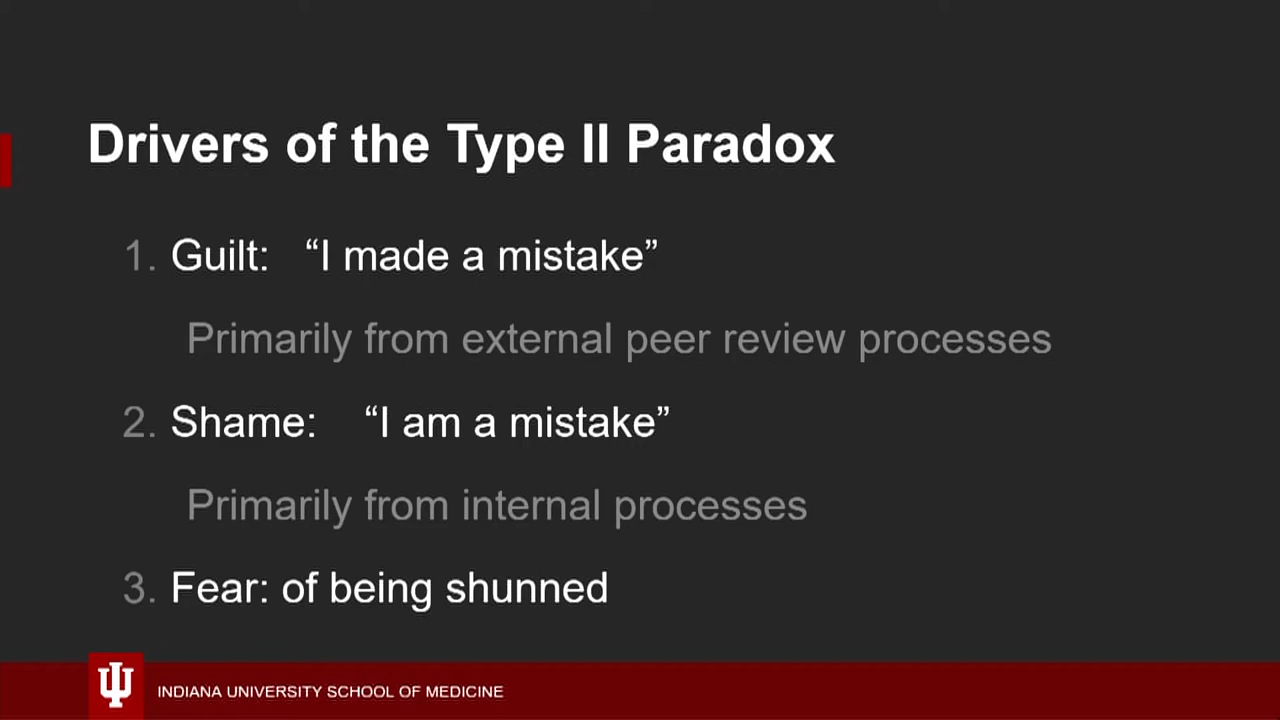 Drivers of the Type II Paradox
1. Guilt: “I made a mistake”
Primarily from external peer review processes
2. Shame: “I am a mistake”
Primarily from internal processes
3. Fear: of being shunned
INDIANA UNIVERSITY SCHOOL OF MEDICINE